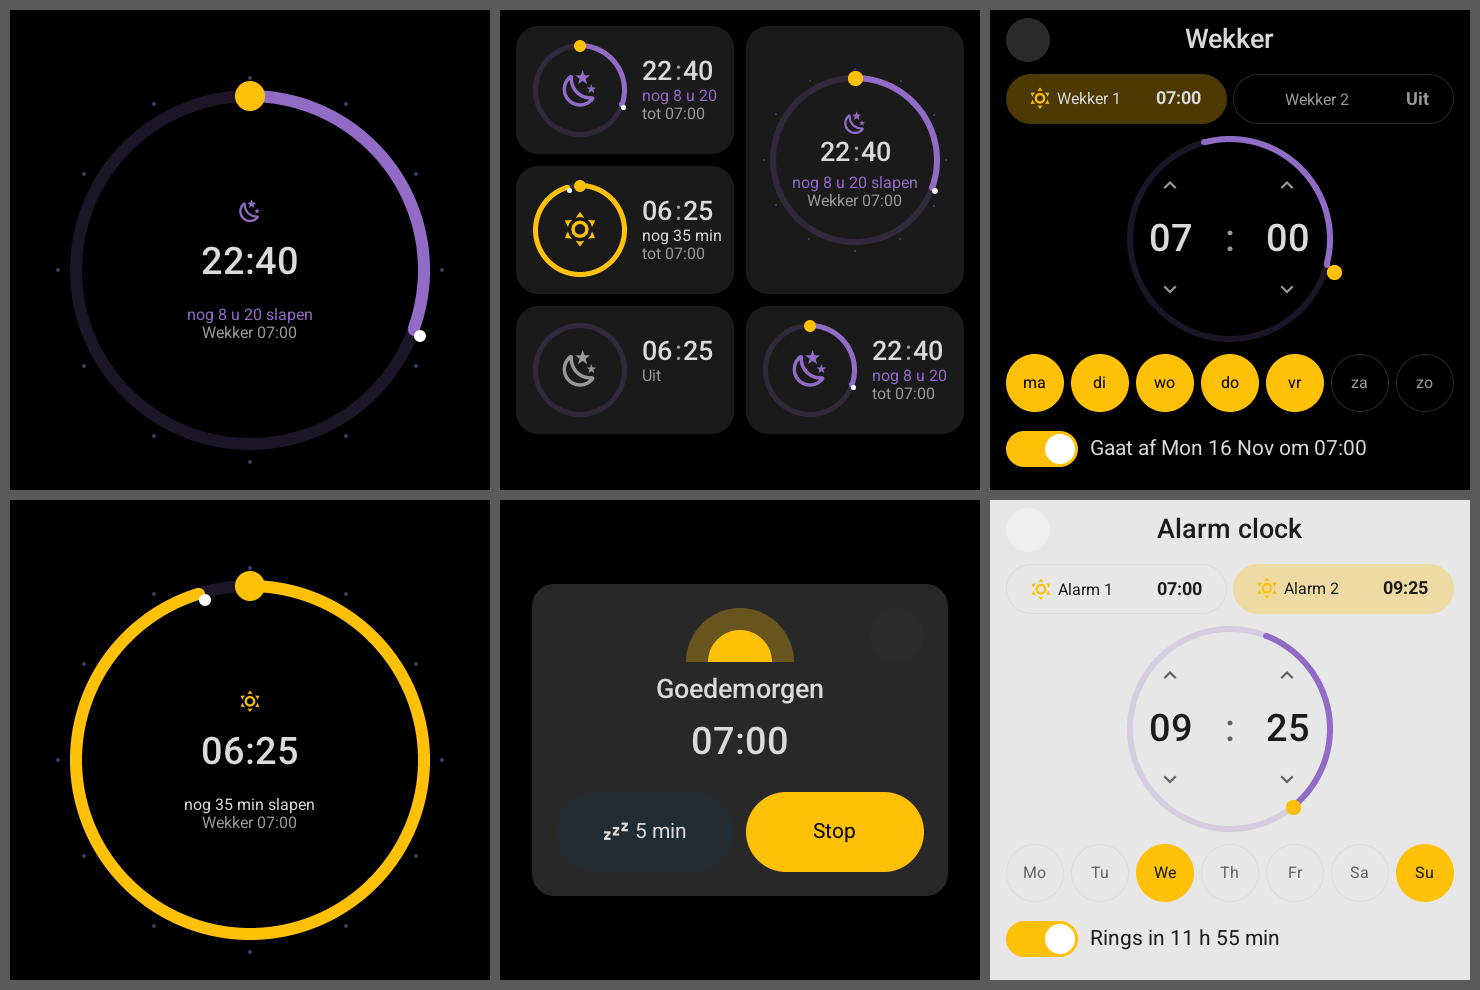 22:40
nog 8 u 20 slapen
Wekker 07:00
22:40
nog 8 u 20
tot 07:00
06:25
nog 35 min
tot 07:00
06:25
Uit
22:40
nog 8 u 20 slapen
Wekker 07:00
22:40
nog 8 u 20
tot 07:00
Wekker
Wekker 1 07:00
Wekker 2 Uit
07 : 00
ma di wo do vr za zo
Gaat af Mon 16 Nov om 07:00
06:25
nog 35 min slapen
Wekker 07:00
Goedemorgen
07:00
zzz 5 min
Stop
Alarm clock
Alarm 1 07:00
Alarm 2 09:25
09 : 25
Mo Tu We Th Fr Sa Su
Rings in 11 h 55 min